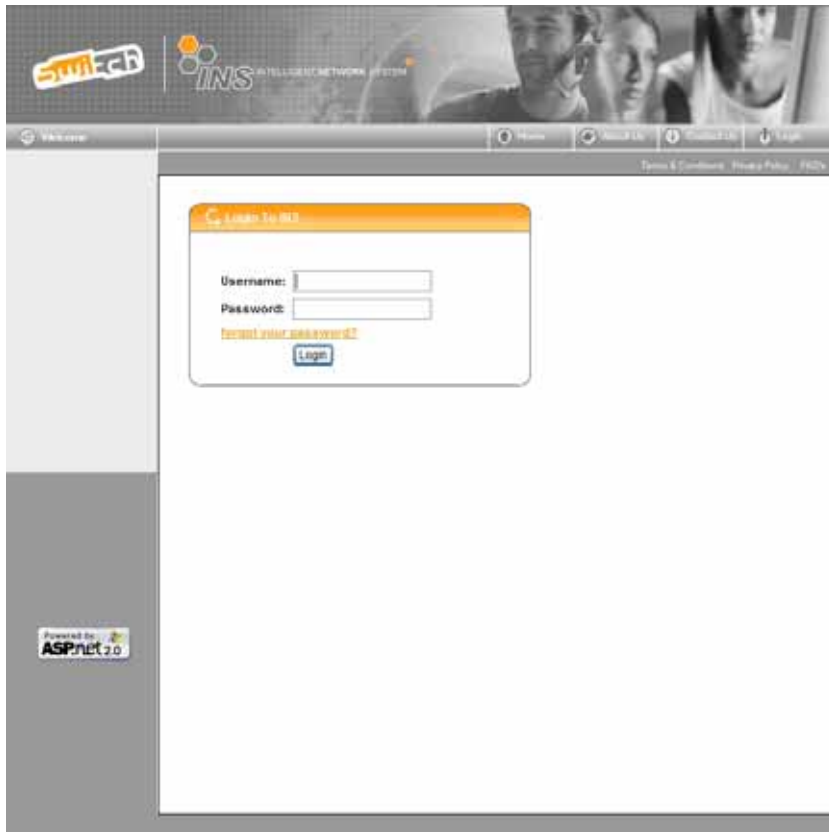 switch
INS INTELLIGENT NETWORK SYSTEM
Welcome
Home
About Us
Contact Us
Login
Terms & Conditions Privacy Policy FAQ's
Login To INS
Username:
Password:
forgot your password?
Login
Powered by
ASP.net 2.0